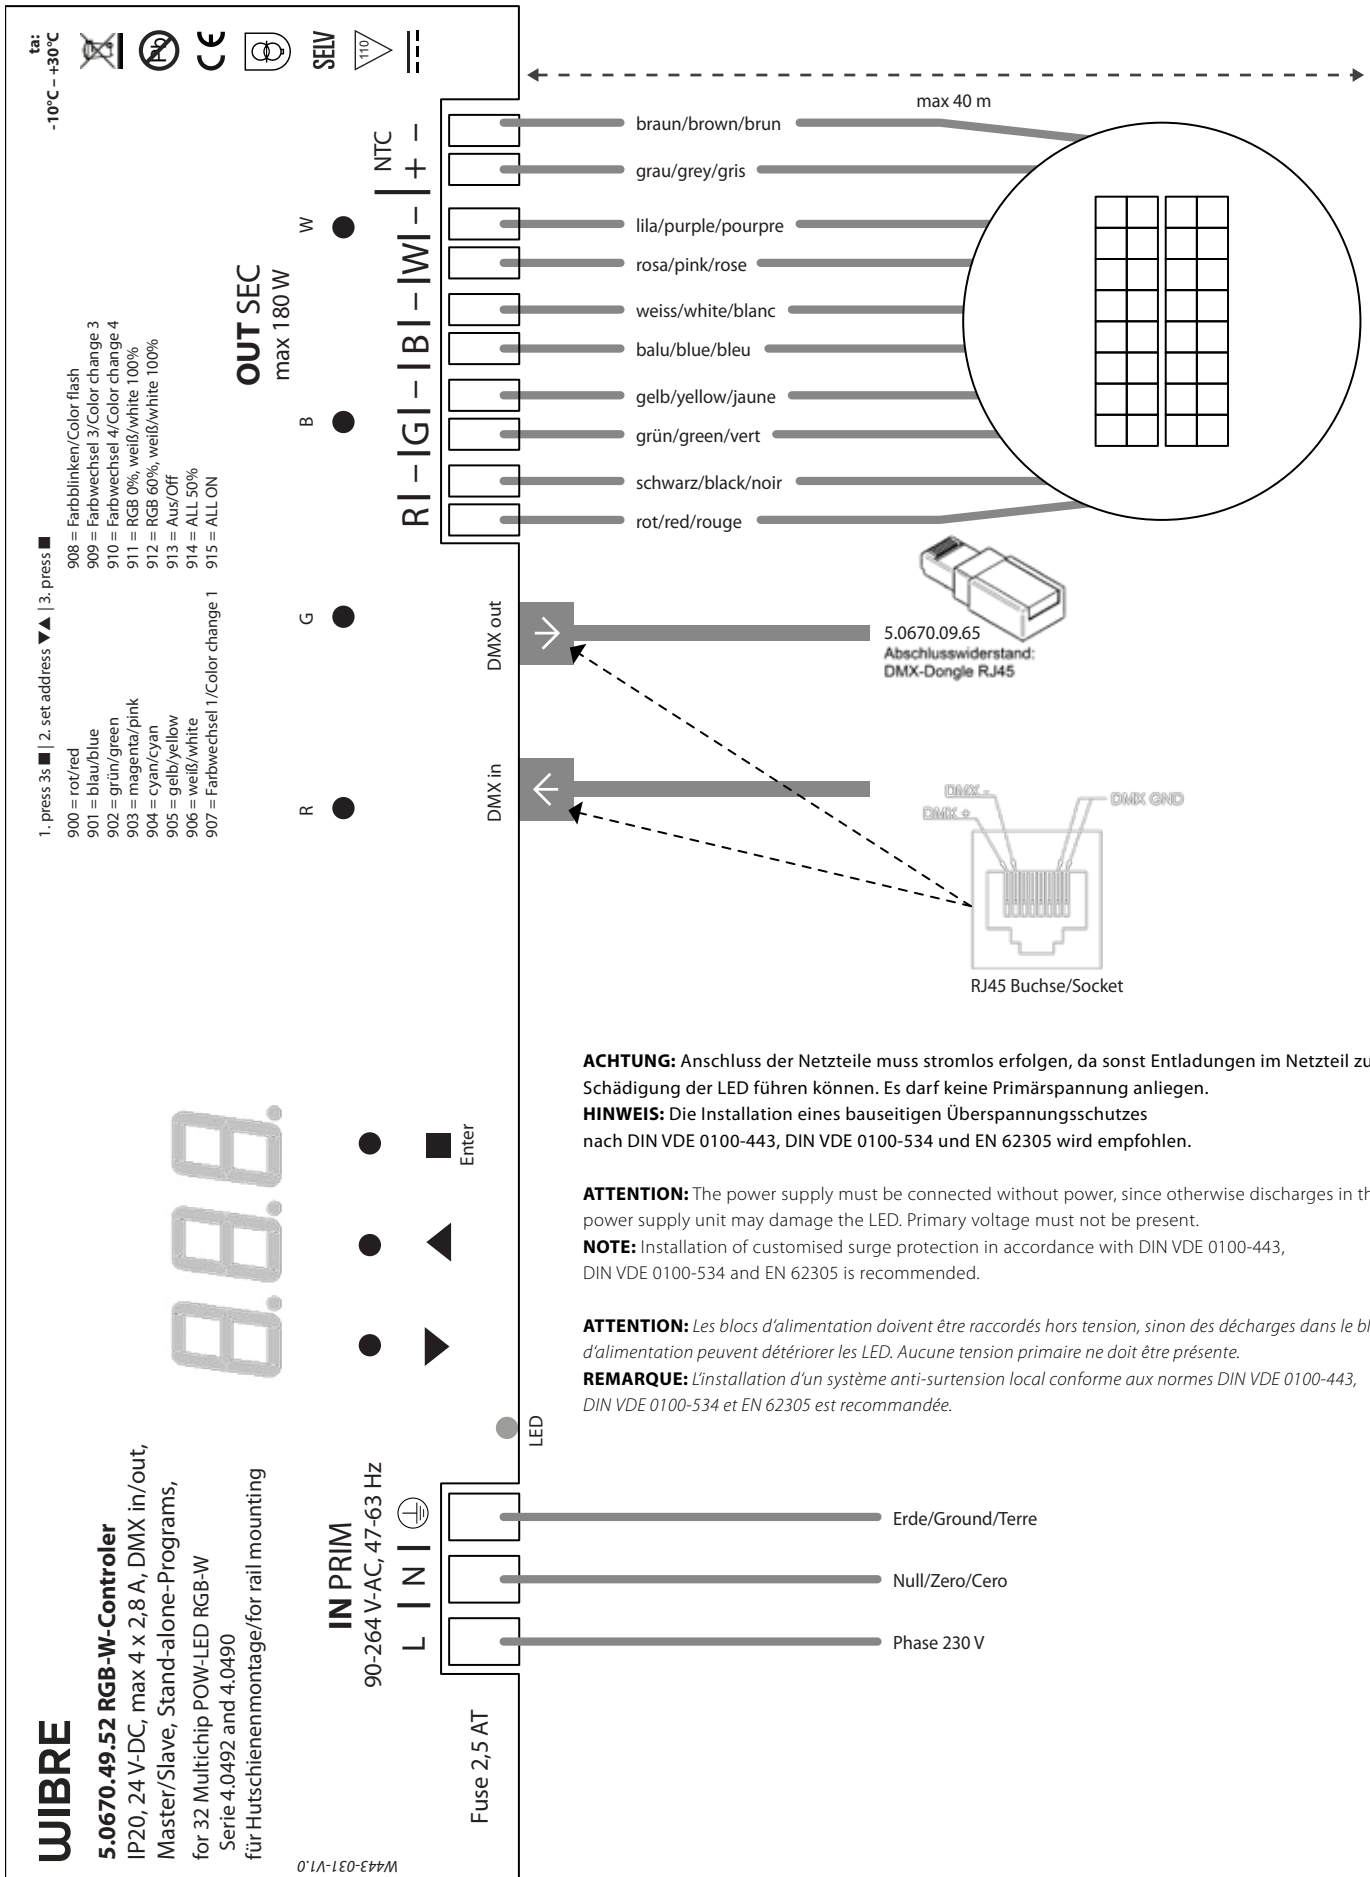 WIBRE
5.0670.49.52 RGB-W-Controler
IP20, 24 V-DC, max 4 x 2,8 A, DMX in/out,
Master/Slave, Stand-alone-Programs,
for 32 Multichip POW-LED RGB-W
Serie 4.0492 and 4.0490
für Hutschienenmontage/for rail mounting
W443-031-V1.0
IN PRIM
90-264 V-AC, 47-63 Hz
L | N |
Fuse 2,5 AT
LED
Enter
1. press 3s ■ | 2. set address ▼▲ | 3. press ■
900 = rot/red
901 = blau/blue
902 = grün/green
903 = magenta/pink
904 = cyan/cyan
905 = gelb/yellow
906 = weiß/white
907 = Farbwechsel 1/Color change 1
908 = Farbblinken/Color flash
909 = Farbwechsel 3/Color change 3
910 = Farbwechsel 4/Color change 4
911 = RGB 0%, weiß/white 100%
912 = RGB 60%, weiß/white 100%
913 = Aus/Off
914 = ALL 50%
915 = ALL ON
R
G
B
W
OUT SEC
max 180 W
DMX in
DMX out
R | – | G | – | B | – | W | – | + –
NTC
ta:
-10°C – +30°C
Pb
CE
SELV
110
max 40 m
braun/brown/brun
grau/grey/gris
lila/purple/pourpre
rosa/pink/rose
weiss/white/blanc
balu/blue/bleu
gelb/yellow/jaune
grün/green/vert
schwarz/black/noir
rot/red/rouge
5.0670.09.65
Abschlusswiderstand:
DMX-Dongle RJ45
DMX -
DMX +
DMX GND
RJ45 Buchse/Socket
ACHTUNG: Anschluss der Netzteile muss stromlos erfolgen, da sonst Entladungen im Netzteil zu
Schädigung der LED führen können. Es darf keine Primärspannung anliegen.
HINWEIS: Die Installation eines bauseitigen Überspannungsschutzes
nach DIN VDE 0100-443, DIN VDE 0100-534 und EN 62305 wird empfohlen.
ATTENTION: The power supply must be connected without power, since otherwise discharges in th
power supply unit may damage the LED. Primary voltage must not be present.
NOTE: Installation of customised surge protection in accordance with DIN VDE 0100-443,
DIN VDE 0100-534 and EN 62305 is recommended.
ATTENTION: Les blocs d'alimentation doivent être raccordés hors tension, sinon des décharges dans le bl
d'alimentation peuvent détériorer les LED. Aucune tension primaire ne doit être présente.
REMARQUE: L'installation d'un système anti-surtension local conforme aux normes DIN VDE 0100-443,
DIN VDE 0100-534 et EN 62305 est recommandée.
Erde/Ground/Terre
Null/Zero/Cero
Phase 230 V